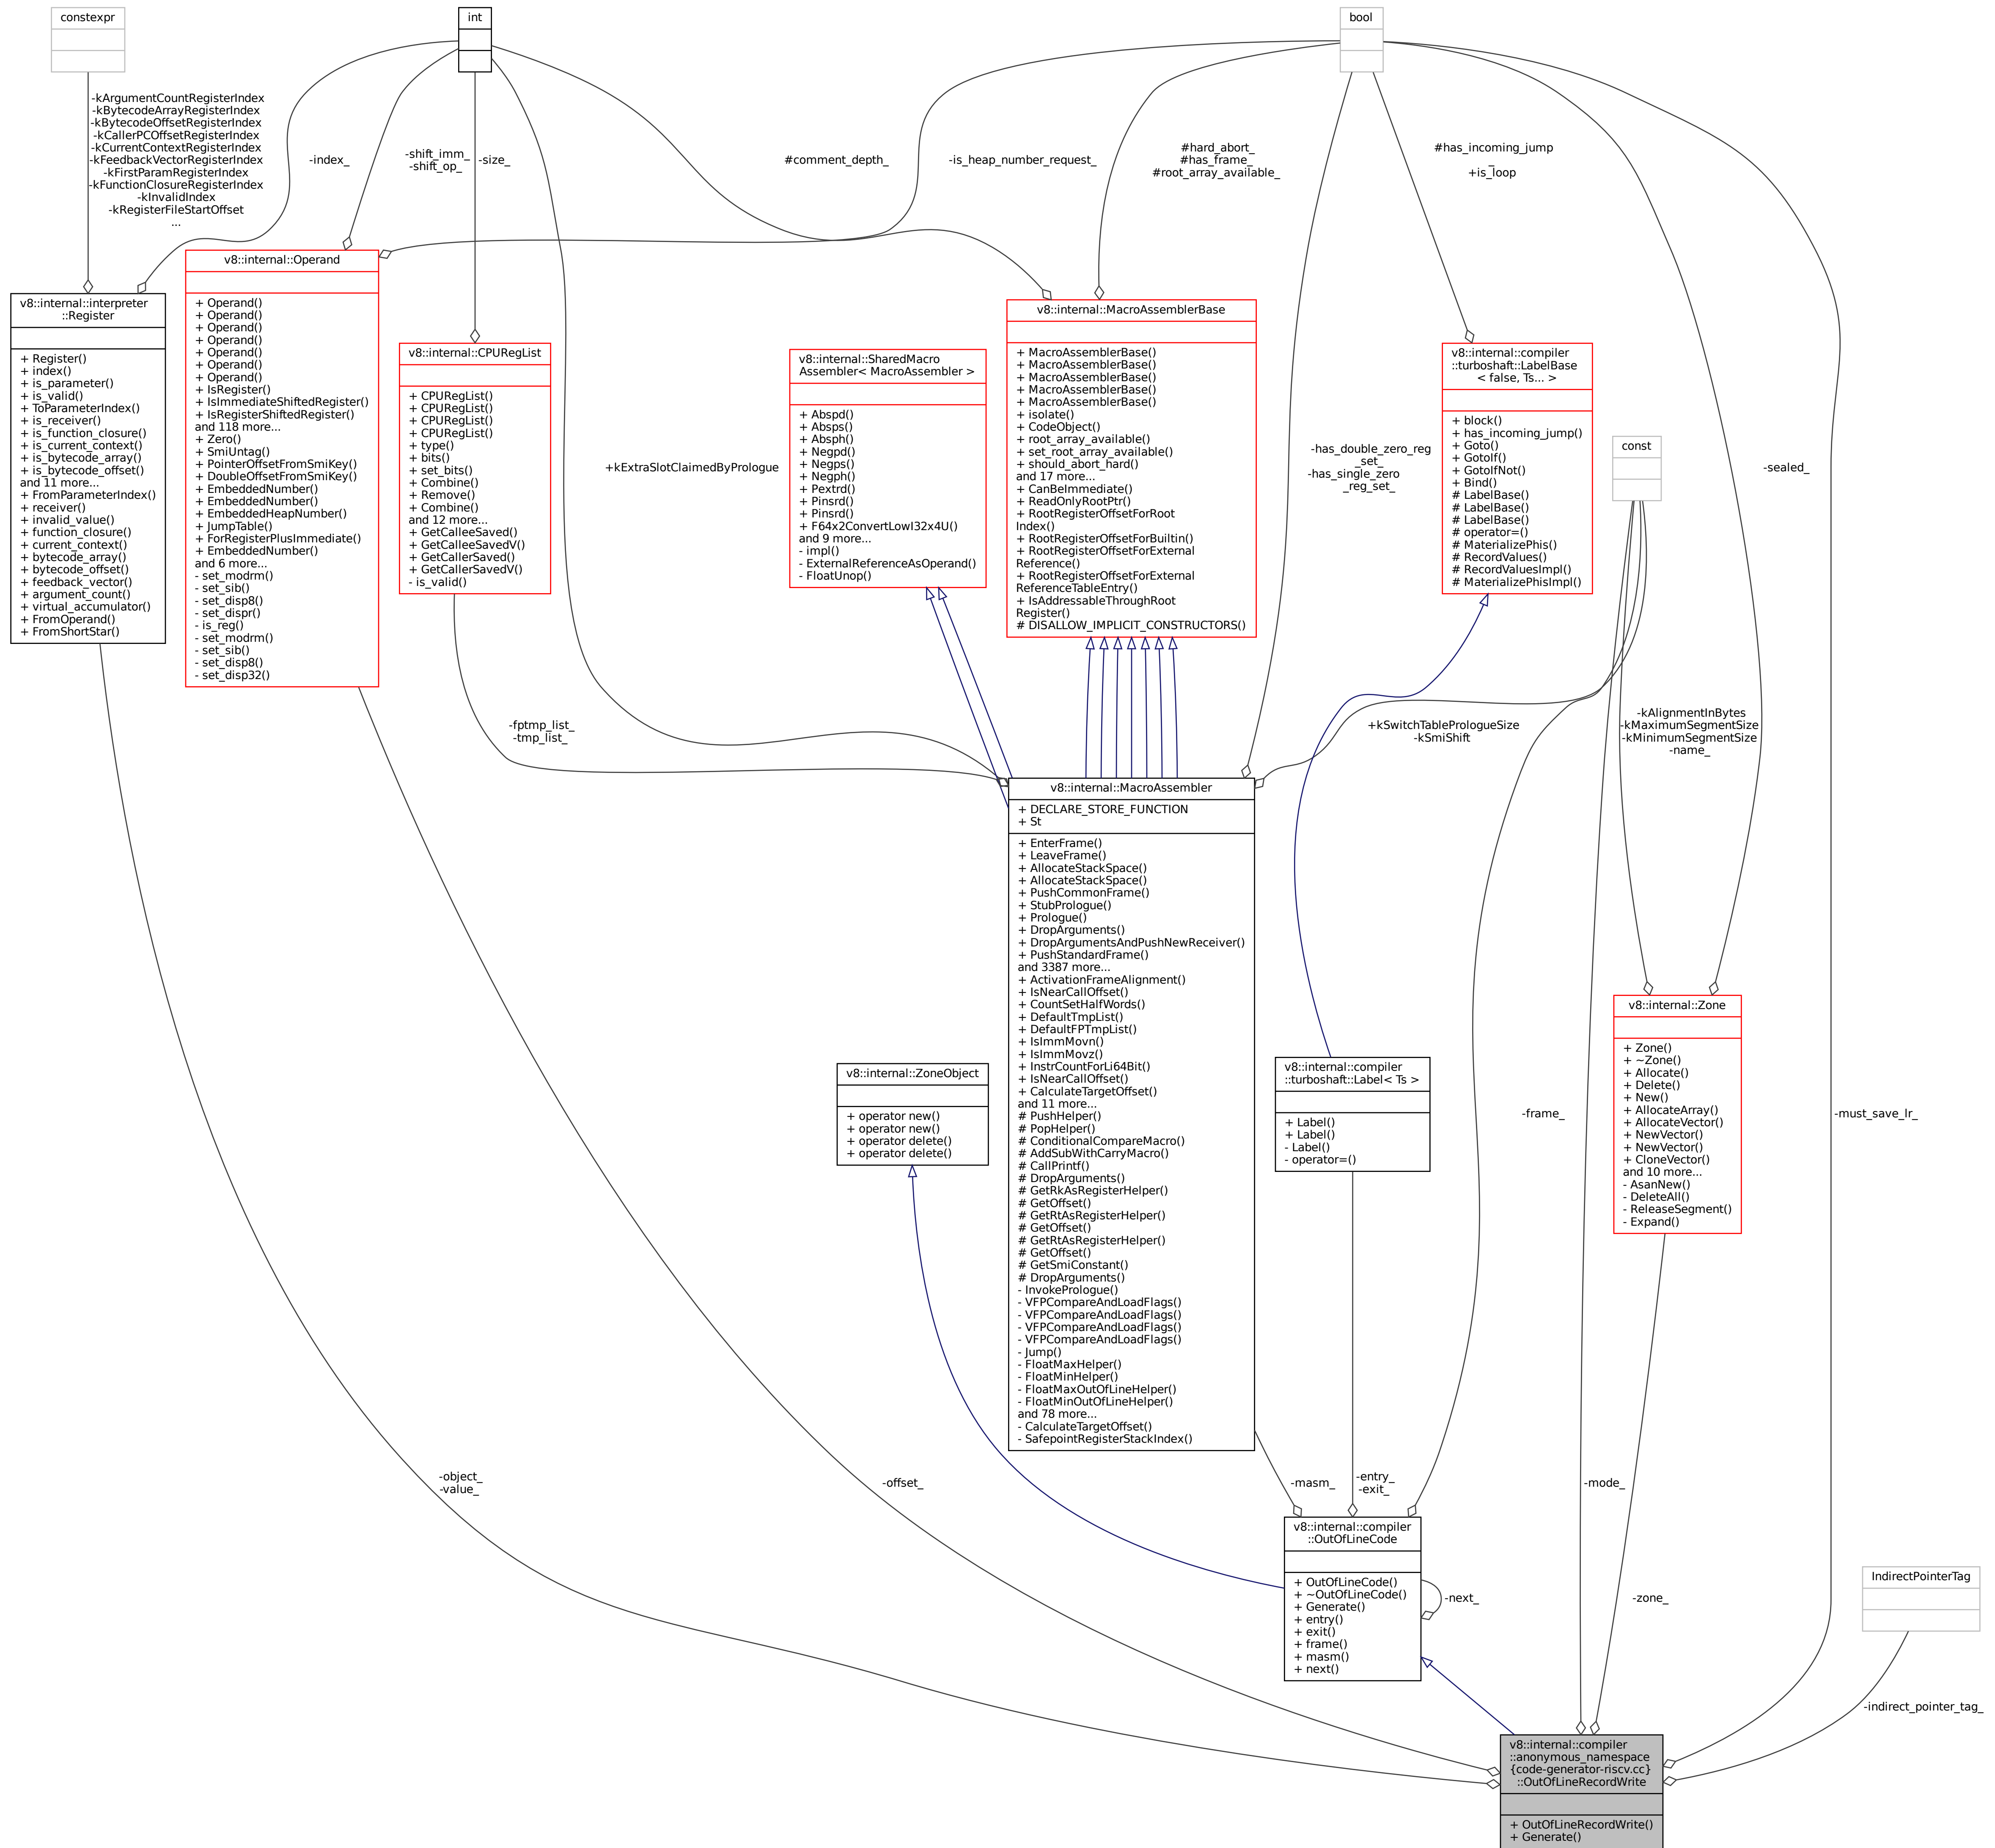 constexpr
int
bool
-kArgumentCountRegisterIndex
-kBytecodeArrayRegisterIndex
-kBytecodeOffsetRegisterIndex
-kCallerPCOffsetRegisterIndex
-kCurrentContextRegisterIndex
-kFeedbackVectorRegisterIndex
-kFirstParamRegisterIndex
-kFunctionClosureRegisterIndex
-kInvalidIndex
-kRegisterFileStartOffset
...
-index_
-shift_imm_
-shift_op_
-size_
#comment_depth_
-is_heap_number_request_
#hard_abort_
#has_frame_
#root_array_available_
#has_incoming_jump
_
+is_loop
v8::internal::interpreter
::Register
+ Register()
+ index()
+ is_parameter()
+ is_valid()
+ ToParameterIndex()
+ is_receiver()
+ is_function_closure()
+ is_current_context()
+ is_bytecode_array()
+ is_bytecode_offset()
and 11 more...
+ FromParameterIndex()
+ receiver()
+ invalid_value()
+ function_closure()
+ current_context()
+ bytecode_array()
+ bytecode_offset()
+ feedback_vector()
+ argument_count()
+ virtual_accumulator()
+ FromOperand()
+ FromShortStar()
v8::internal::Operand
+ Operand()
+ Operand()
+ Operand()
+ Operand()
+ Operand()
+ Operand()
+ Operand()
+ IsRegister()
+ IsImmediateShiftedRegister()
+ IsRegisterShiftedRegister()
and 118 more...
+ Zero()
+ SmiUntag()
+ PointerOffsetFromSmiKey()
+ DoubleOffsetFromSmiKey()
+ EmbeddedNumber()
+ EmbeddedNumber()
+ EmbeddedHeapNumber()
+ JumpTable()
+ ForRegisterPlusImmediate()
+ EmbeddedNumber()
and 6 more...
- set_modrm()
- set_sib()
- set_disp8()
- set_dispr()
- is_reg()
- set_modrm()
- set_sib()
- set_disp8()
- set_disp32()
v8::internal::CPURegList
+ CPURegList()
+ CPURegList()
+ CPURegList()
+ CPURegList()
+ type()
+ bits()
+ set_bits()
+ Combine()
+ Remove()
+ Combine()
and 12 more...
+ GetCalleeSaved()
+ GetCalleeSavedV()
+ GetCallerSaved()
+ GetCallerSavedV()
- is_valid()
+kExtraSlotClaimedByPrologue
v8::internal::SharedMacro
Assembler< MacroAssembler >
+ Abspd()
+ Absps()
+ Absph()
+ Negpd()
+ Negps()
+ Negph()
+ Pextrd()
+ Pinsrd()
+ Pinsrd()
+ F64x2ConvertLowI32x4U()
and 9 more...
- impl()
- ExternalReferenceAsOperand()
- FloatUnop()
v8::internal::MacroAssemblerBase
+ MacroAssemblerBase()
+ MacroAssemblerBase()
+ MacroAssemblerBase()
+ MacroAssemblerBase()
+ MacroAssemblerBase()
+ isolate()
+ CodeObject()
+ root_array_available()
+ set_root_array_available()
+ should_abort_hard()
and 17 more...
+ CanBeImmediate()
+ ReadOnlyRootPtr()
+ RootRegisterOffsetForRoot
Index()
+ RootRegisterOffsetForBuiltin()
+ RootRegisterOffsetForExternal
Reference()
+ RootRegisterOffsetForExternal
ReferenceTableEntry()
+ IsAddressableThroughRoot
Register()
# DISALLOW_IMPLICIT_CONSTRUCTORS()
-has_double_zero_reg
_set_
-has_single_zero
_reg_set_
v8::internal::compiler
::turboshaft::LabelBase
< false, Ts... >
+ block()
+ has_incoming_jump()
+ Goto()
+ GotoIf()
+ GotoIfNot()
+ Bind()
# LabelBase()
# LabelBase()
# LabelBase()
# operator=()
# MaterializePhis()
# RecordValues()
# RecordValuesImpl()
# MaterializePhisImpl()
const
-sealed_
-fptmp_list_
-tmp_list_
+kSwitchTablePrologueSize
-kSmiShift
-kAlignmentInBytes
-kMaximumSegmentSize
-kMinimumSegmentSize
-name_
v8::internal::MacroAssembler
+ DECLARE_STORE_FUNCTION
+ St
+ EnterFrame()
+ LeaveFrame()
+ AllocateStackSpace()
+ AllocateStackSpace()
+ PushCommonFrame()
+ StubPrologue()
+ Prologue()
+ DropArguments()
+ DropArgumentsAndPushNewReceiver()
+ PushStandardFrame()
and 3387 more...
+ ActivationFrameAlignment()
+ IsNearCallOffset()
+ CountSetHalfWords()
+ DefaultTmpList()
+ DefaultFPTmpList()
+ IsImmMovn()
+ IsImmMovz()
+ InstrCountForLi64Bit()
+ IsNearCallOffset()
+ CalculateTargetOffset()
and 11 more...
# PushHelper()
# PopHelper()
# ConditionalCompareMacro()
# AddSubWithCarryMacro()
# CallPrintf()
# DropArguments()
# GetRkAsRegisterHelper()
# GetOffset()
# GetRtAsRegisterHelper()
# GetOffset()
# GetRtAsRegisterHelper()
# GetOffset()
# GetSmiConstant()
# DropArguments()
- InvokePrologue()
- VFPCompareAndLoadFlags()
- VFPCompareAndLoadFlags()
- VFPCompareAndLoadFlags()
- VFPCompareAndLoadFlags()
- Jump()
- FloatMaxHelper()
- FloatMinHelper()
- FloatMaxOutOfLineHelper()
- FloatMinOutOfLineHelper()
and 78 more...
- CalculateTargetOffset()
- SafepointRegisterStackIndex()
v8::internal::ZoneObject
+ operator new()
+ operator new()
+ operator delete()
+ operator delete()
v8::internal::compiler
::turboshaft::Label< Ts >
+ Label()
+ Label()
- Label()
- operator=()
-frame_
v8::internal::Zone
+ Zone()
+ ~Zone()
+ Allocate()
+ Delete()
+ New()
+ AllocateArray()
+ AllocateVector()
+ NewVector()
+ NewVector()
+ CloneVector()
and 10 more...
- AsanNew()
- DeleteAll()
- ReleaseSegment()
- Expand()
-must_save_lr_
-object_
-value_
-offset_
-masm_
-entry_
-exit_
-mode_
v8::internal::compiler
::OutOfLineCode
+ OutOfLineCode()
+ ~OutOfLineCode()
+ Generate()
+ entry()
+ exit()
+ frame()
+ masm()
+ next()
-next_
-zone_
IndirectPointerTag
-indirect_pointer_tag_
v8::internal::compiler
::anonymous_namespace
{code-generator-riscv.cc}
::OutOfLineRecordWrite
+ OutOfLineRecordWrite()
+ Generate()